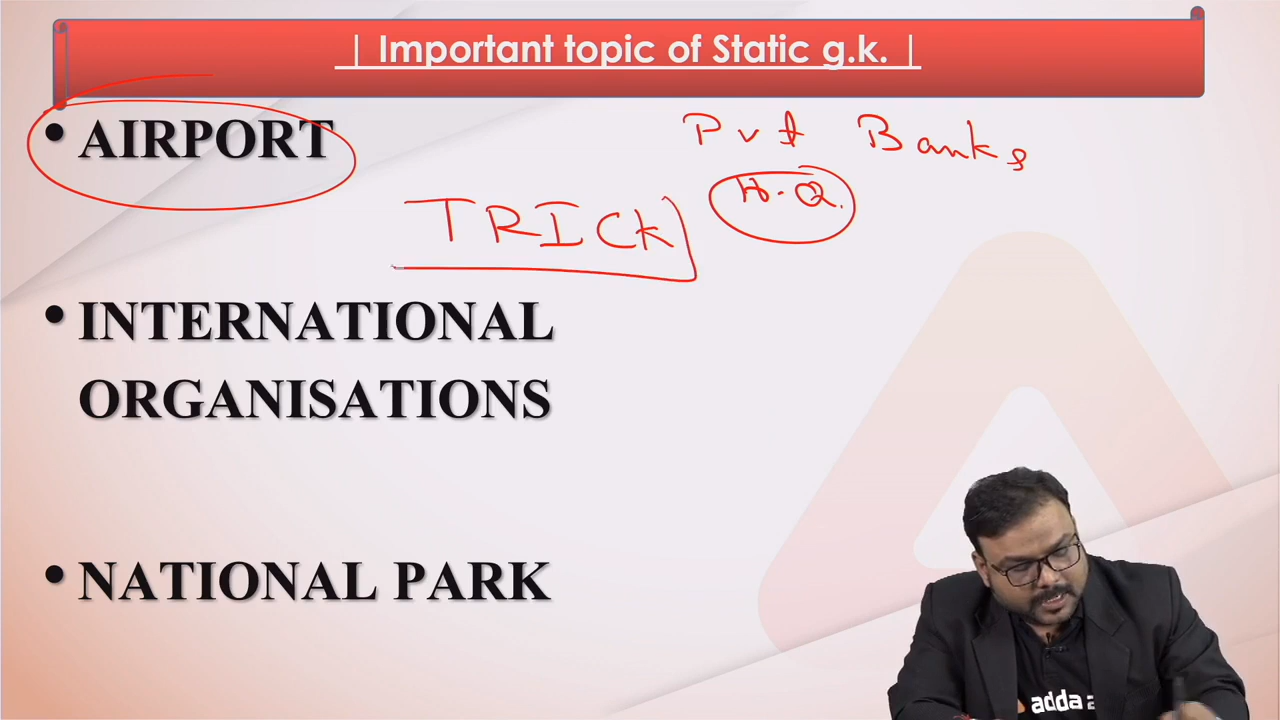 | Important topic of Static g.k. |
• AIRPORT
Pvt Banks
H.Q.
TRICK
• INTERNATIONAL
ORGANISATIONS
• NATIONAL PARK
adda